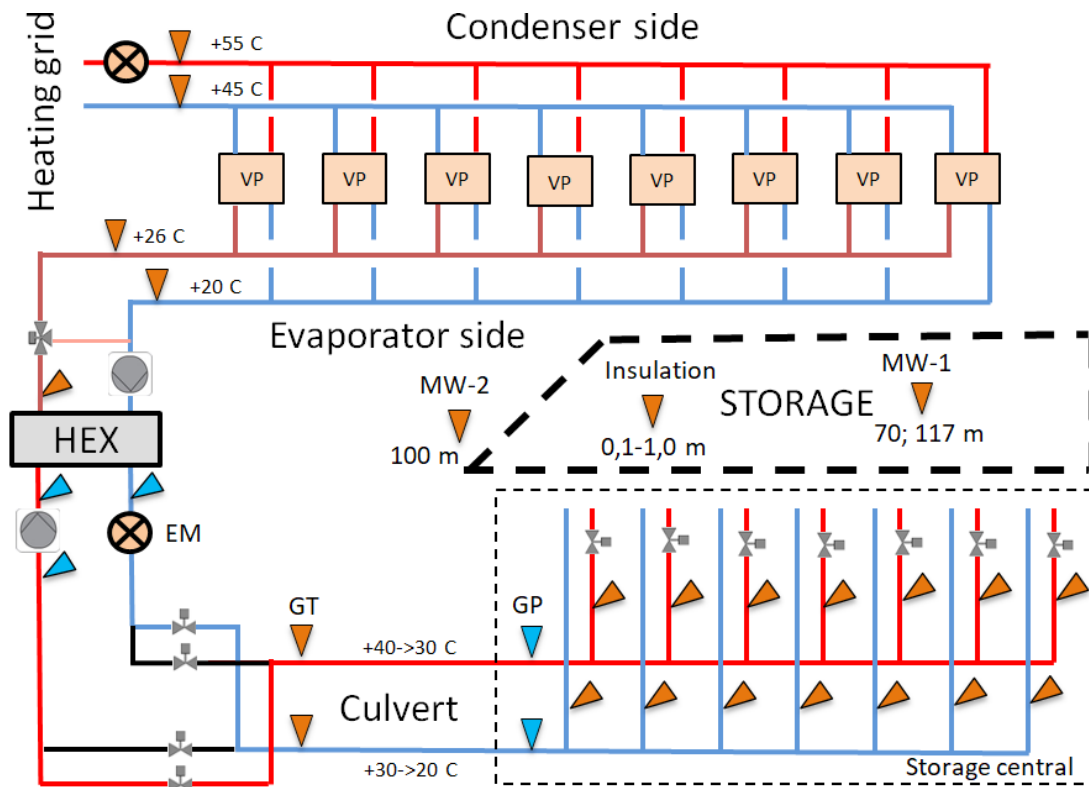 Heating grid
Condenser side
+55 C
+45 C
VP VP VP VP VP VP VP VP
+26 C
+20 C
Evaporator side
MW-2
100 m
Insulation
0,1-1,0 m
MW-1
STORAGE
70; 117 m
HEX
EM
GT
GP
+40->30 C
Culvert
+30->20 C
Storage central